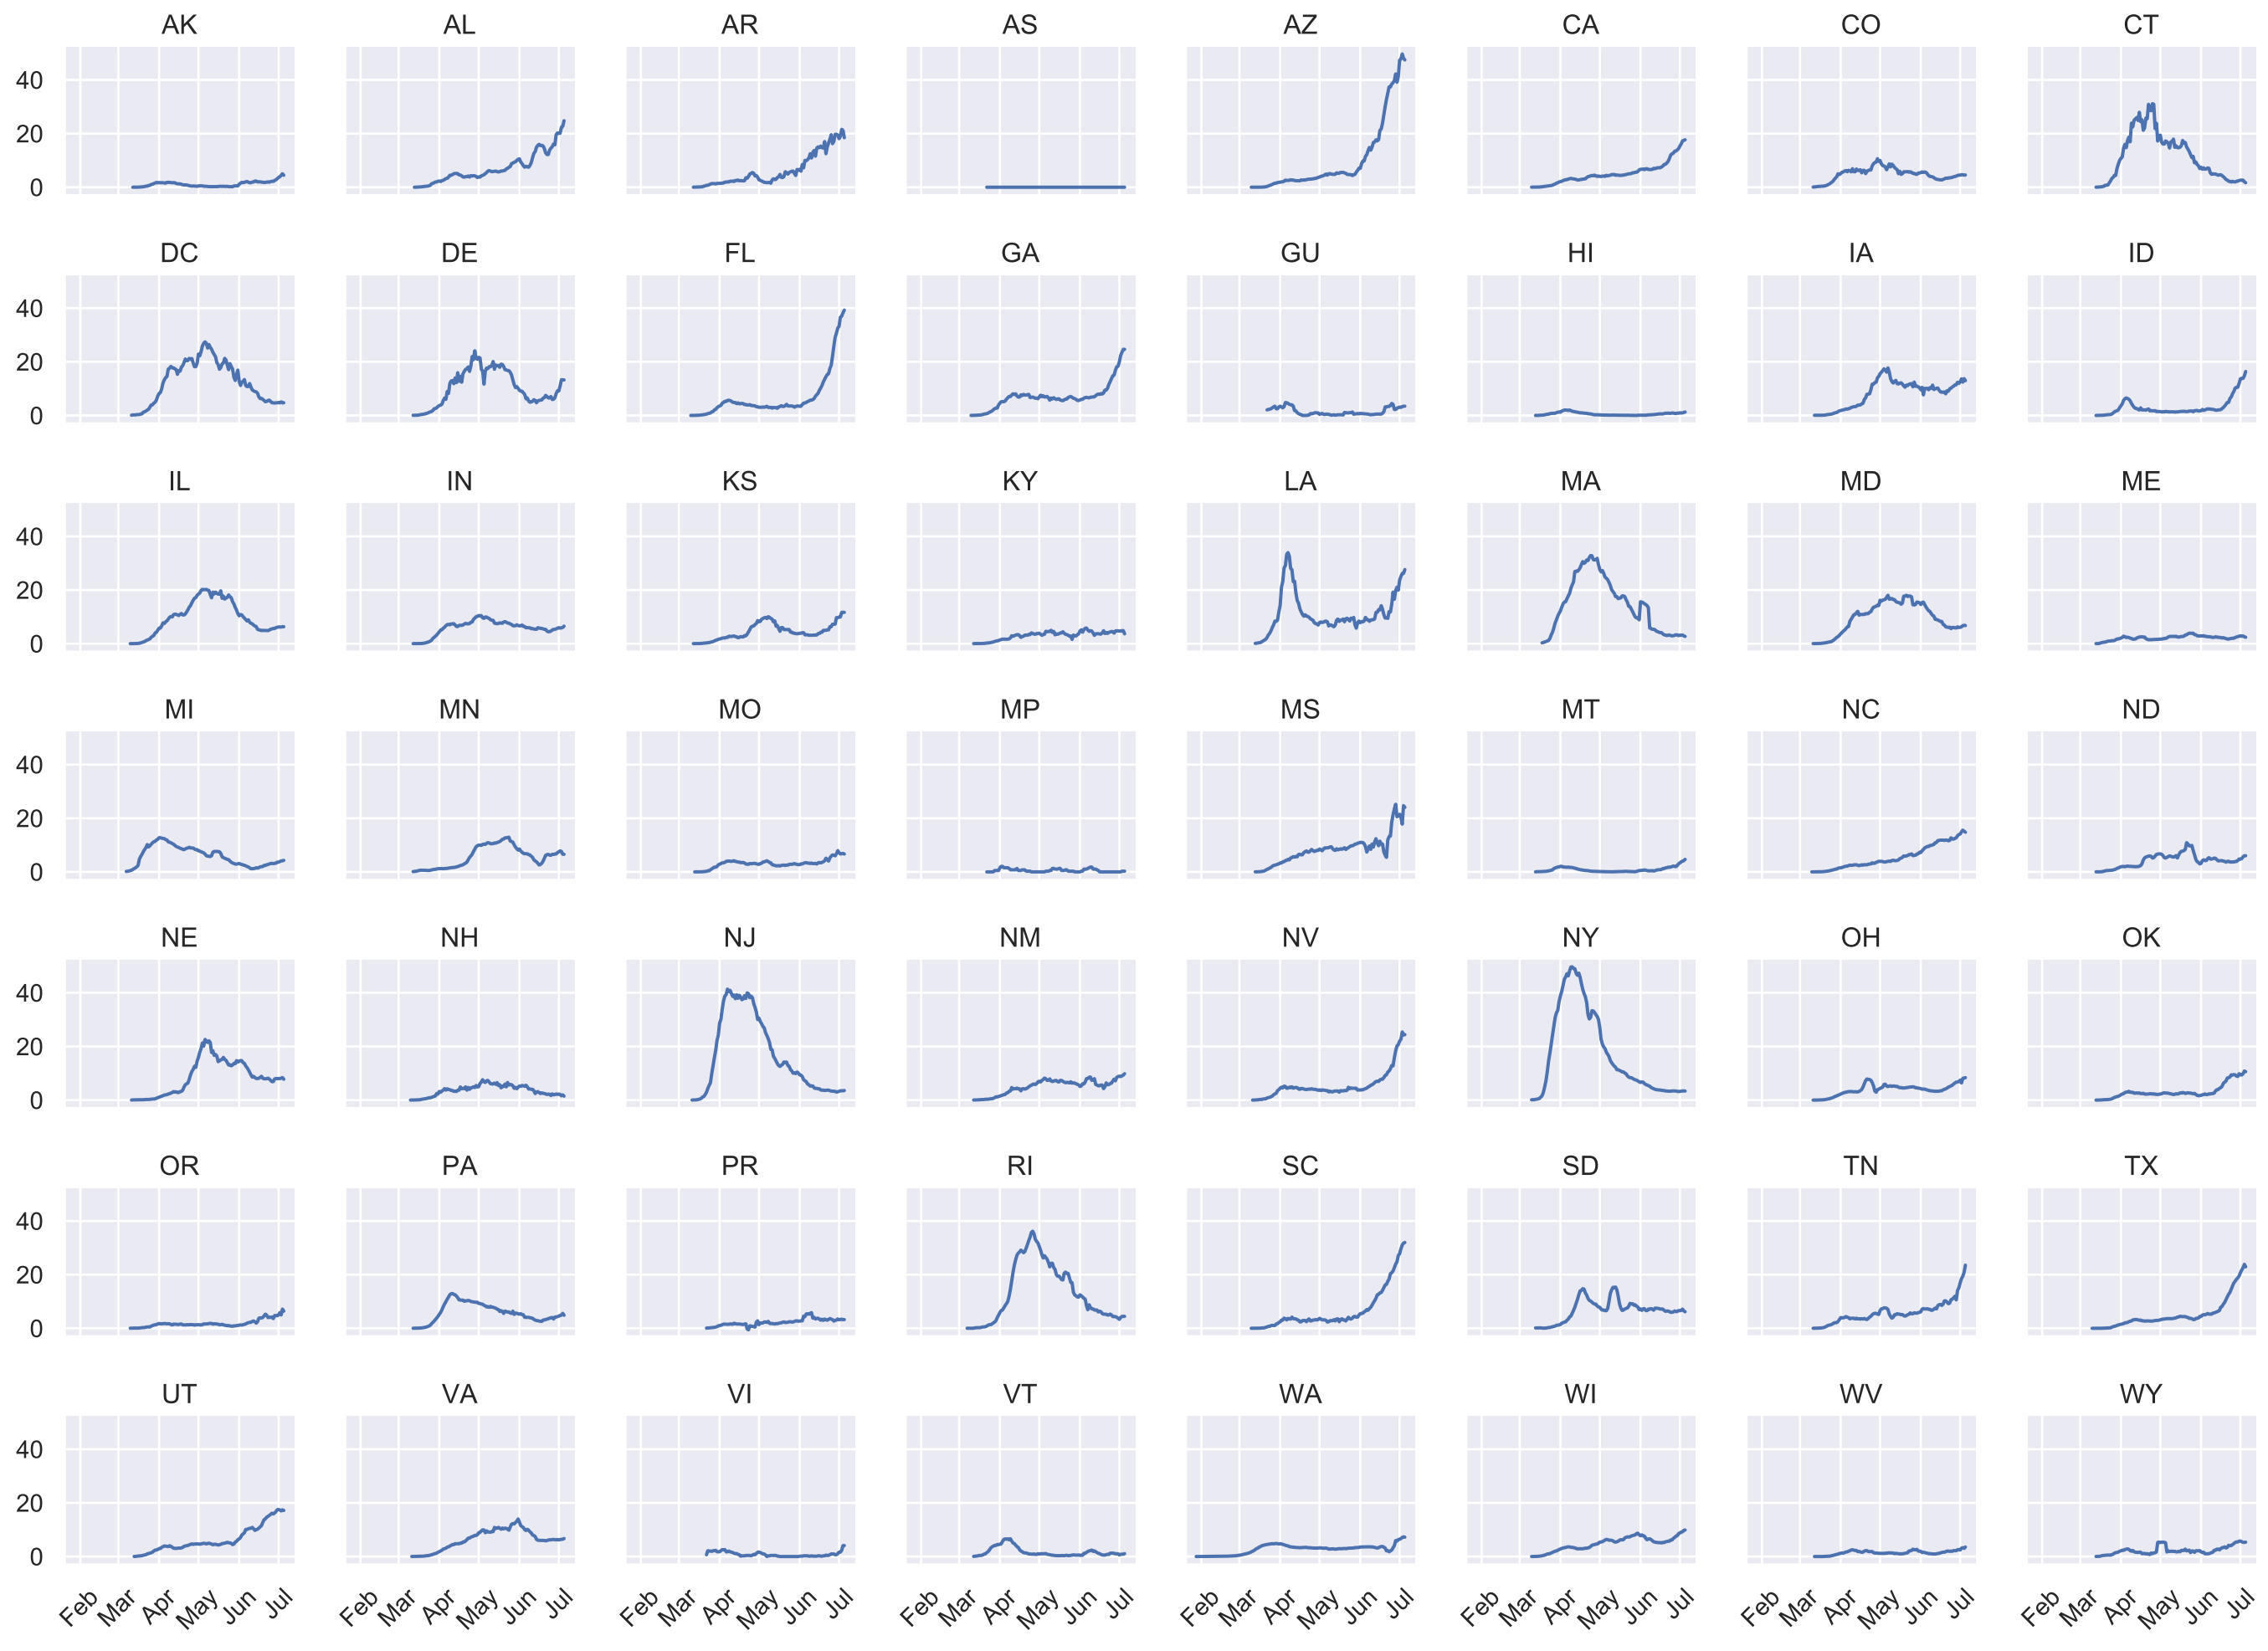 AK AL AR AS AZ CA CO CT
40
20
0
DC DE FL GA GU HI IA ID
40
20
0
IL IN KS KY LA MA MD ME
40
20
0
MI MN MO MP MS MT NC ND
40
20
0
NE NH NJ NM NV NY OH OK
40
20
0
OR PA PR RI SC SD TN TX
40
20
0
UT VA VI VT WA WI WV WY
40
20
0
Feb Mar Apr May Jun Jul Feb Mar Apr May Jun Jul Feb Mar Apr May Jun Jul Feb Mar Apr May Jun Jul Feb Mar Apr May Jun Jul Feb Mar Apr May Jun Jul Feb Mar Apr May Jun Jul Feb Mar Apr May Jun Jul